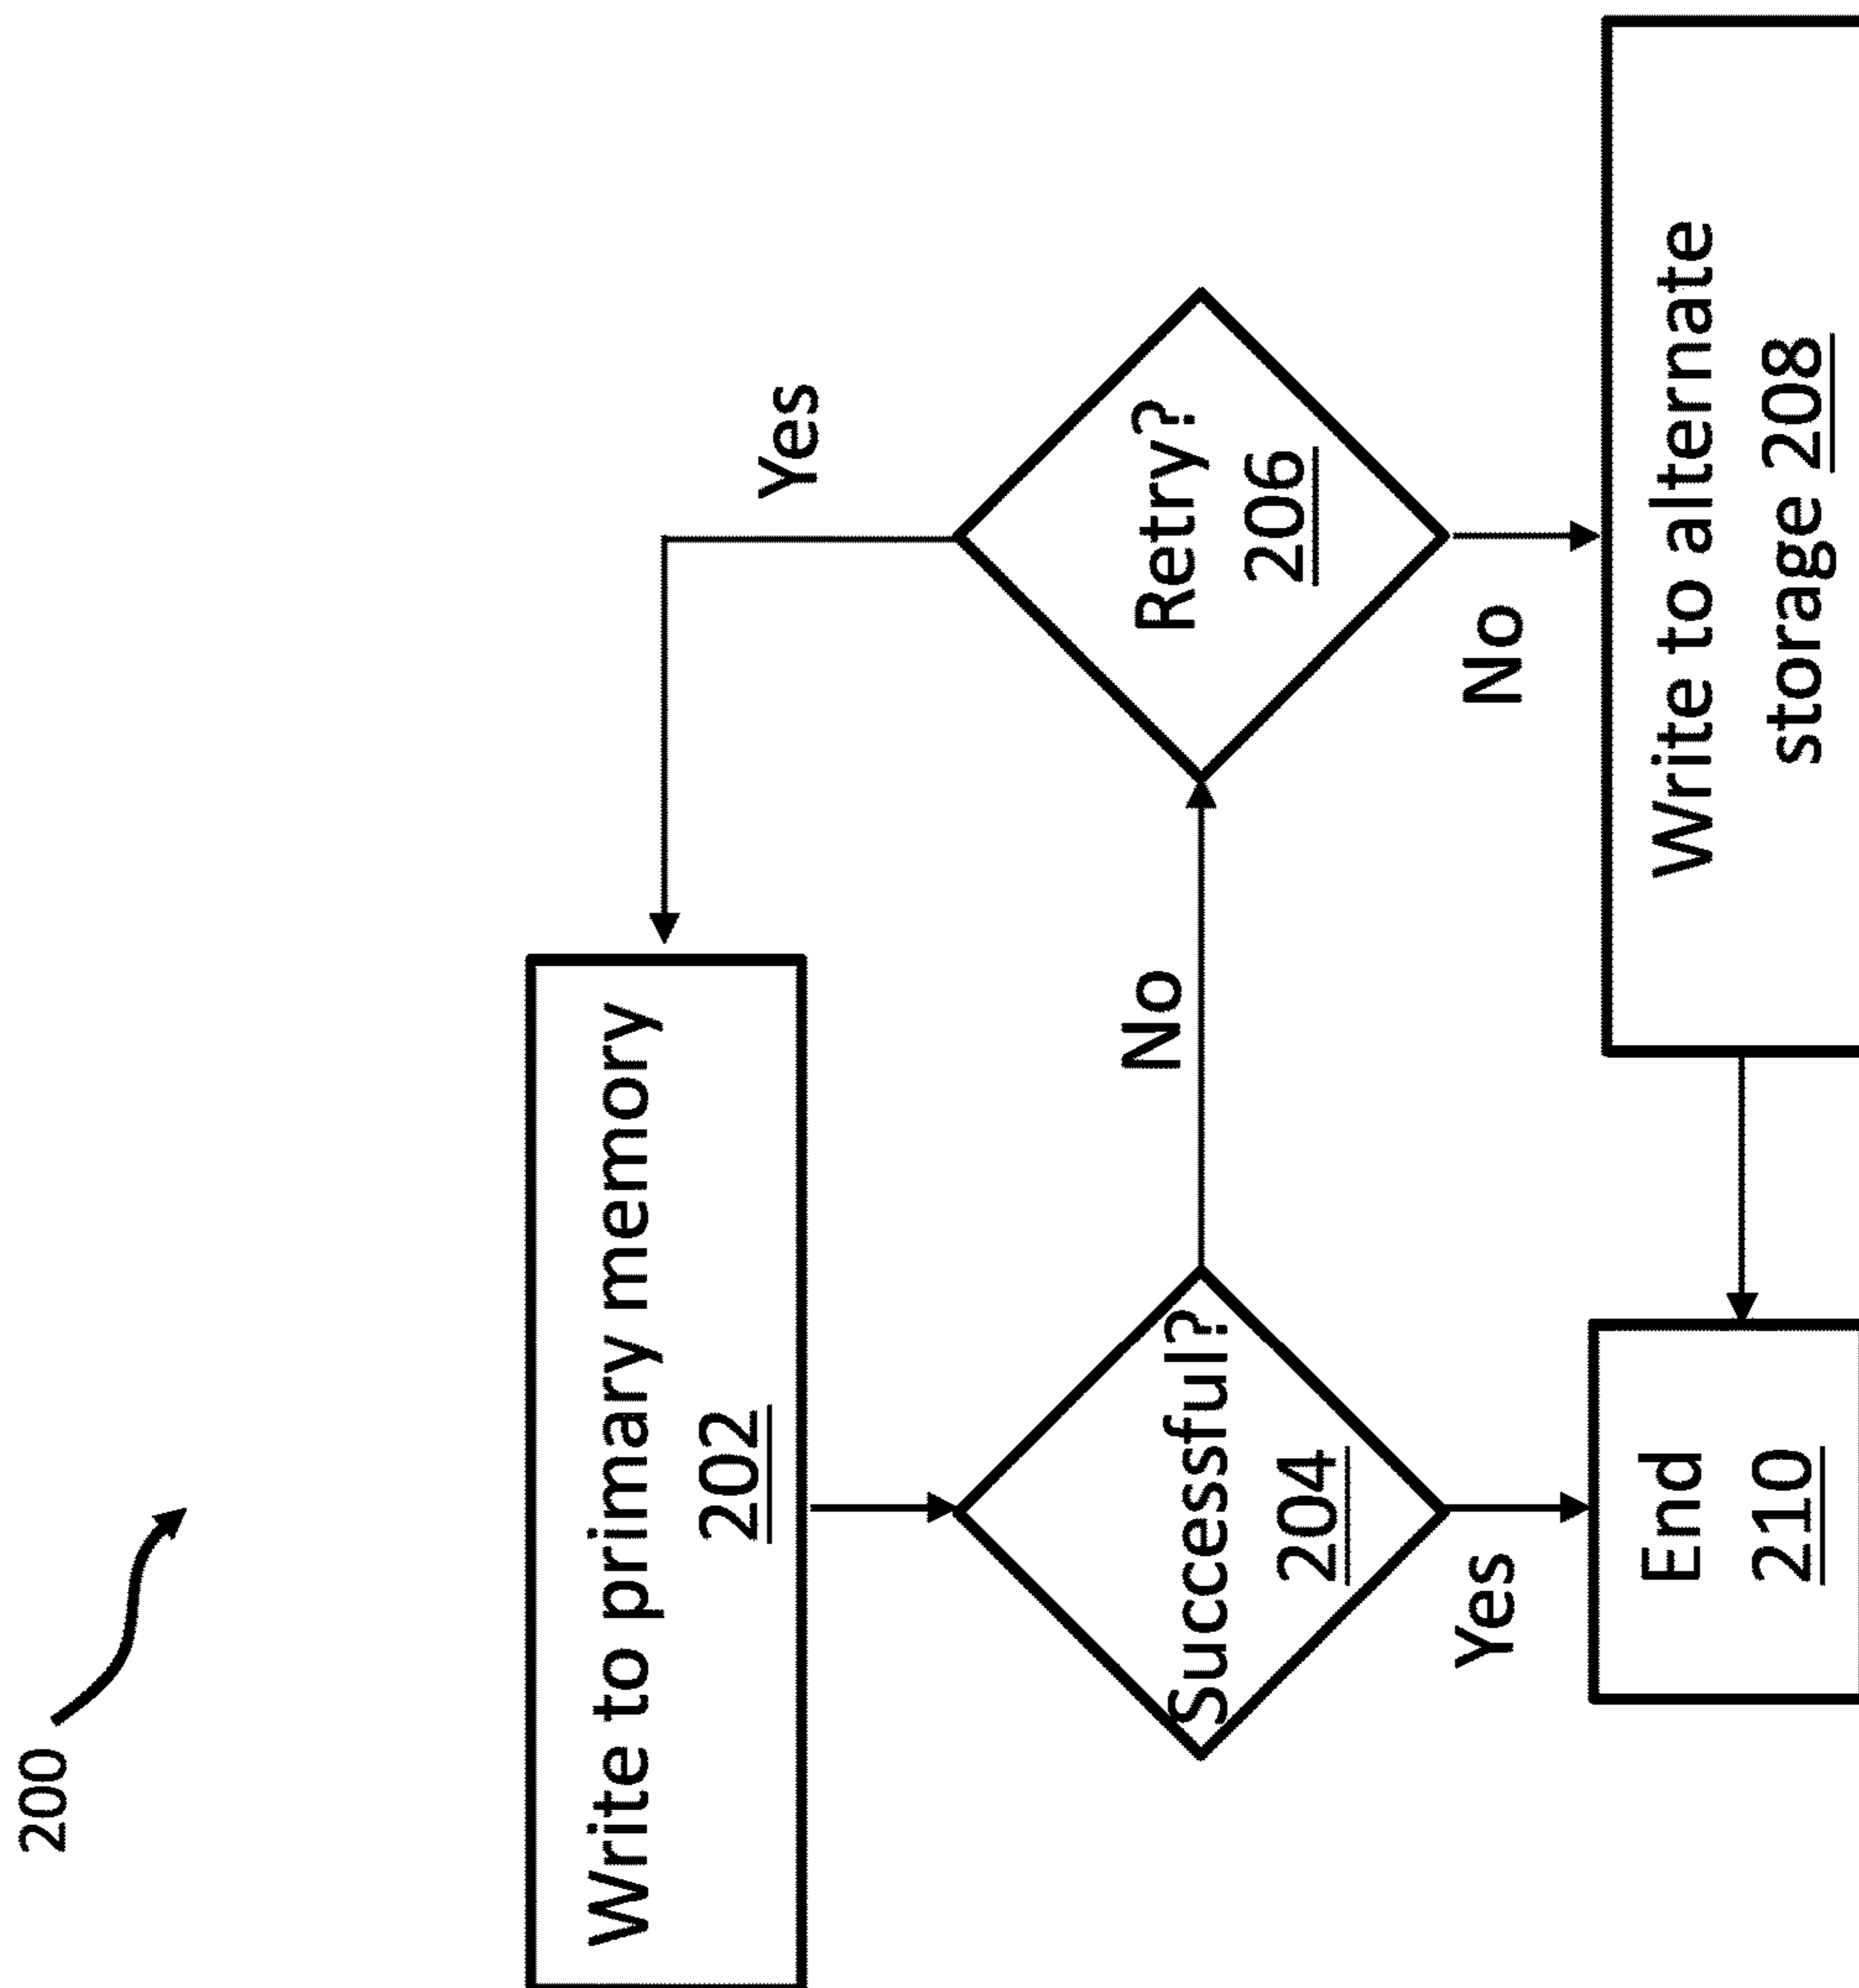 200
Write to primary memory
202
Yes
Successful?
204
No
Retry?
206
Yes
No
End
210
Write to alternate
storage 208